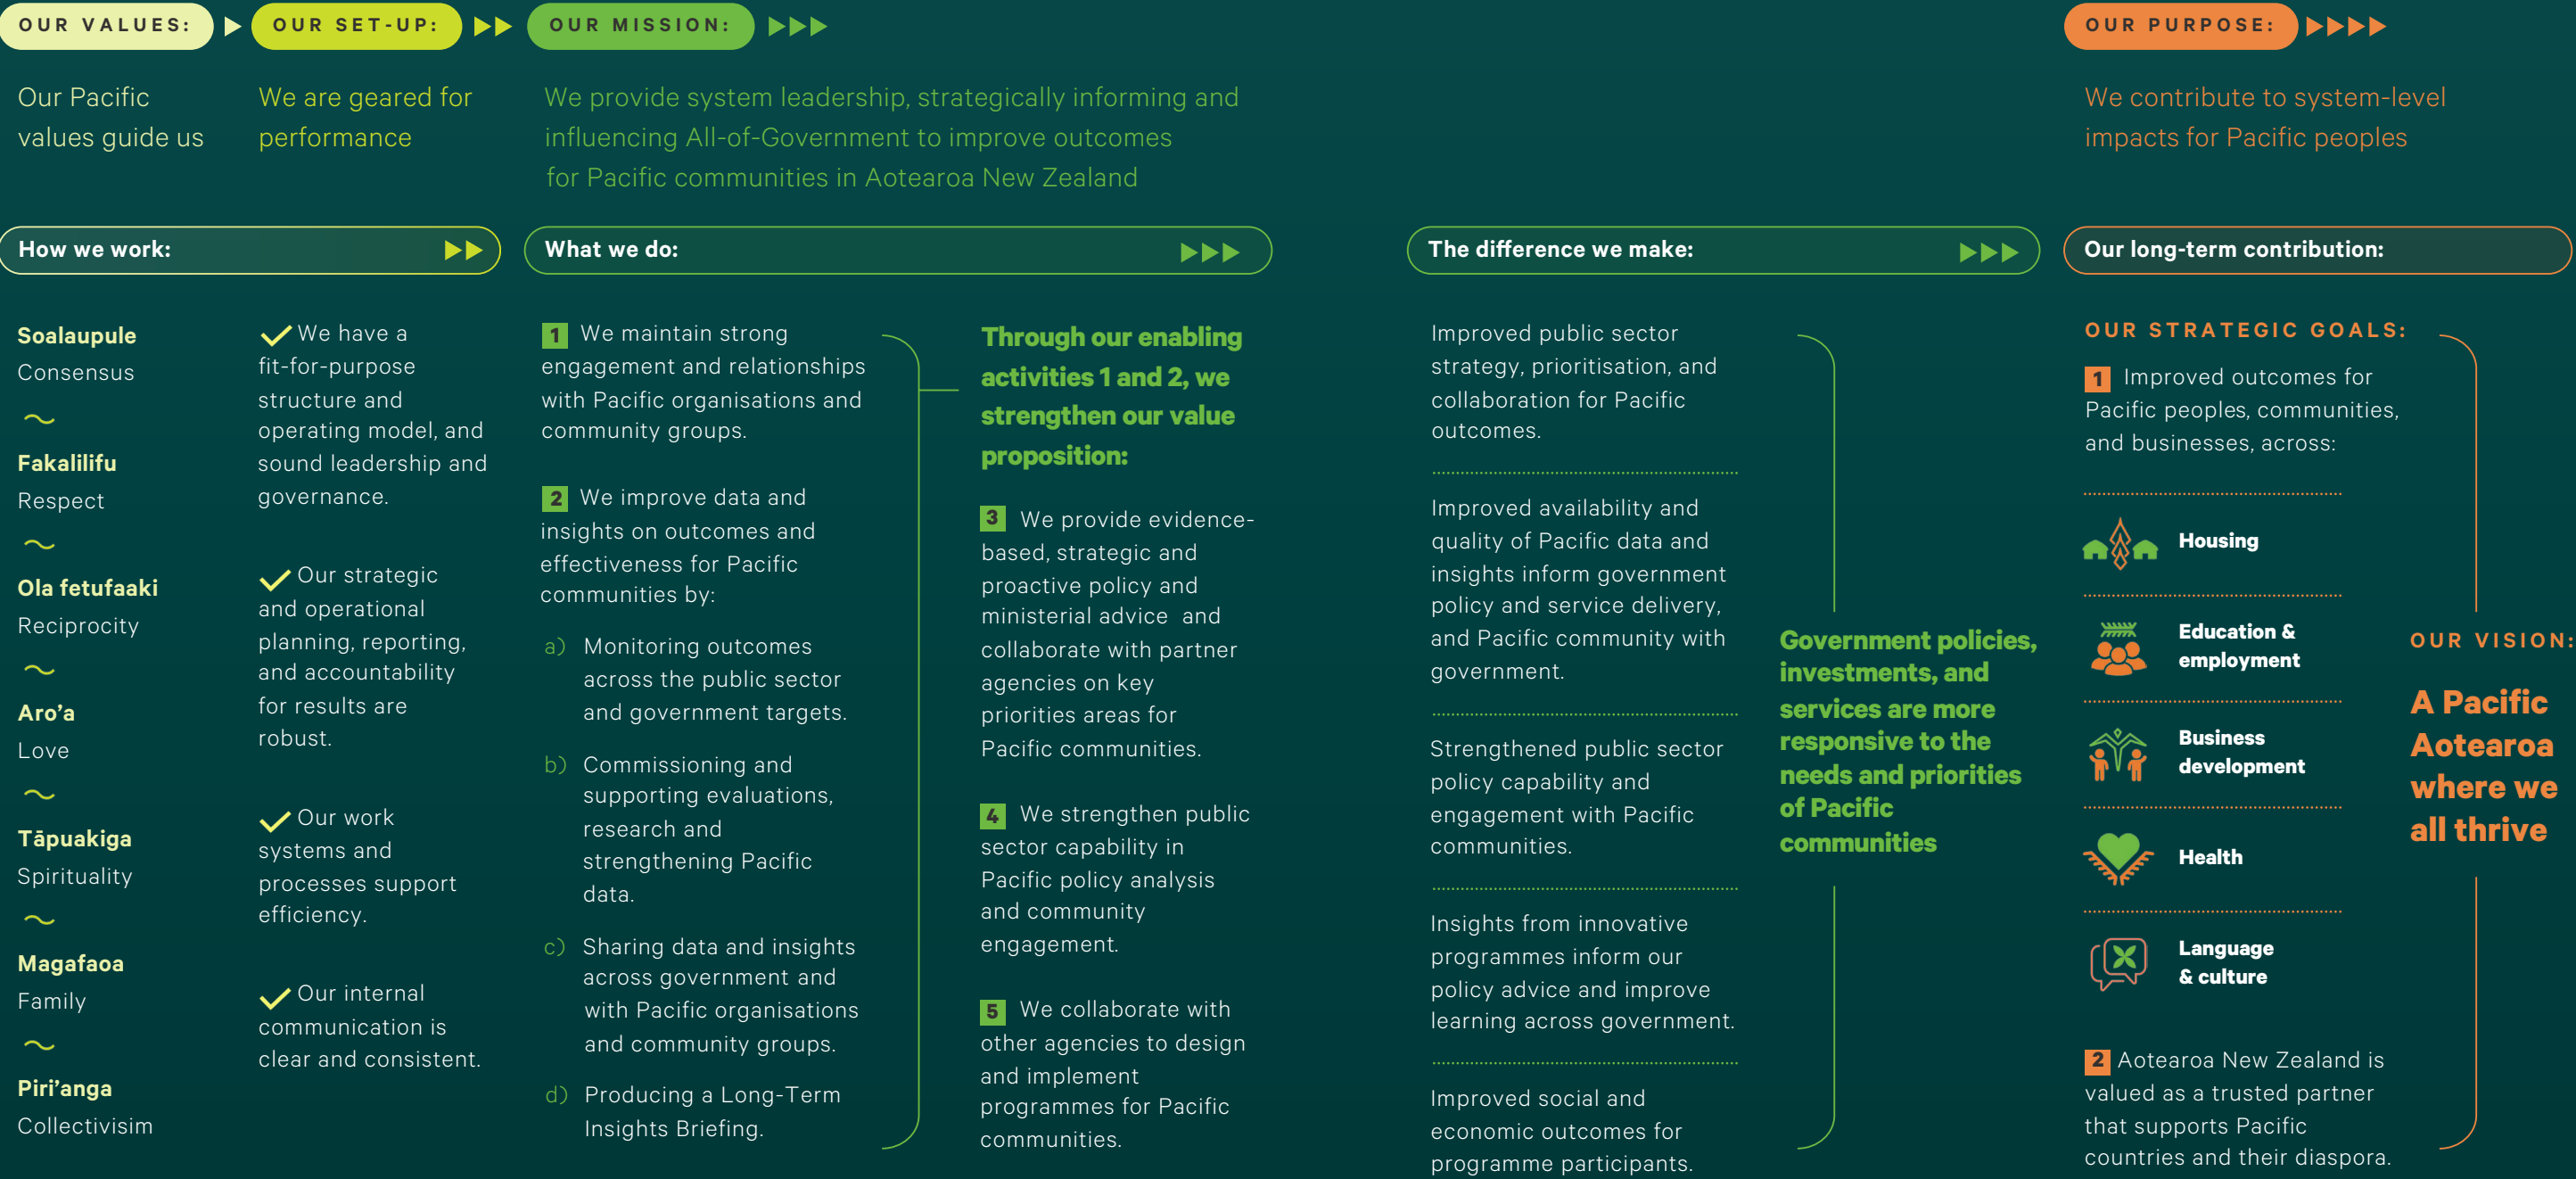 OUR VALUES:
Our Pacific
values guide us
OUR SET-UP:
We are geared for
performance
OUR MISSION:
We provide system leadership, strategically informing and
influencing All-of-Government to improve outcomes
for Pacific communities in Aotearoa New Zealand
OUR PURPOSE:
We contribute to system-level
impacts for Pacific peoples
How we work:
Soalaupule
Consensus
Fakalilifu
Respect
Ola fetufaaki
Reciprocity
Aro’a
Love
Tāpuakiga
Spirituality
Magafaoa
Family
Piri’anga
Collectivisim
We have a
fit-for-purpose
structure and
operating model, and
sound leadership and
governance.
Our strategic
and operational
planning, reporting,
and accountability
for results are
robust.
Our work
systems and
processes support
efficiency.
Our internal
communication is
clear and consistent.
What we do:
1 We maintain strong
engagement and relationships
with Pacific organisations and
community groups.
2 We improve data and
insights on outcomes and
effectiveness for Pacific
communities by:
a) Monitoring outcomes
across the public sector
and government targets.
b) Commissioning and
supporting evaluations,
research and
strengthening Pacific
data.
c) Sharing data and insights
across government and
with Pacific organisations
and community groups.
d) Producing a Long-Term
Insights Briefing.
Through our enabling
activities 1 and 2, we
strengthen our value
proposition:
3 We provide evidence-
based, strategic and
proactive policy and
ministerial advice and
collaborate with partner
agencies on key
priorities areas for
Pacific communities.
4 We strengthen public
sector capability in
Pacific policy analysis
and community
engagement.
5 We collaborate with
other agencies to design
and implement
programmes for Pacific
communities.
The difference we make:
Improved public sector
strategy, prioritisation, and
collaboration for Pacific
outcomes.
Improved availability and
quality of Pacific data and
insights inform government
policy and service delivery,
and Pacific community with
government.
Strengthened public sector
policy capability and
engagement with Pacific
communities.
Insights from innovative
programmes inform our
policy advice and improve
learning across government.
Improved social and
economic outcomes for
programme participants.
Government policies,
investments, and
services are more
responsive to the
needs and priorities
of Pacific
communities
Our long-term contribution:
OUR STRATEGIC GOALS:
1 Improved outcomes for
Pacific peoples, communities,
and businesses, across:
Housing
Education &
employment
Business
development
Health
Language
& culture
2 Aotearoa New Zealand is
valued as a trusted partner
that supports Pacific
countries and their diaspora.
OUR VISION:
A Pacific
Aotearoa
where we
all thrive